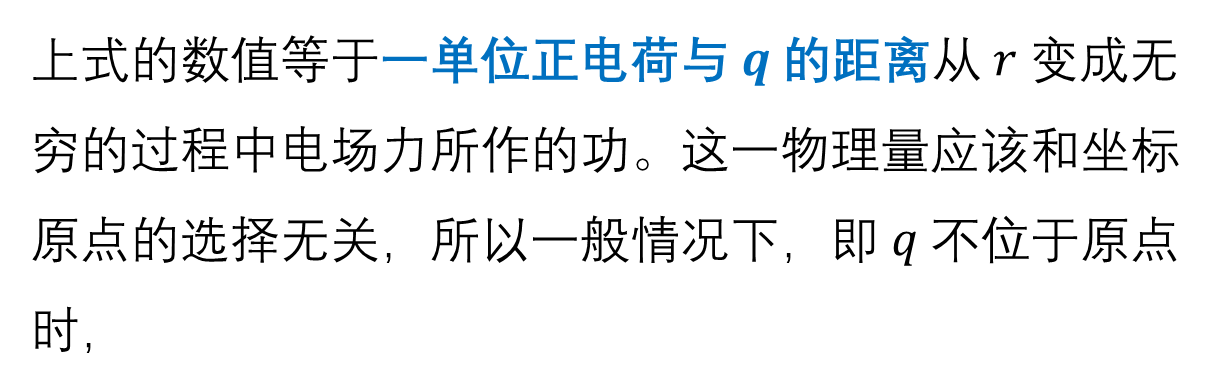 上式的数值等于一单位正电荷与 q 的距离从 r 变成无
穷的过程中电场力所作的功。这一物理量应该和坐标
原点的选择无关，所以一般情况下，即 q 不位于原点
时，